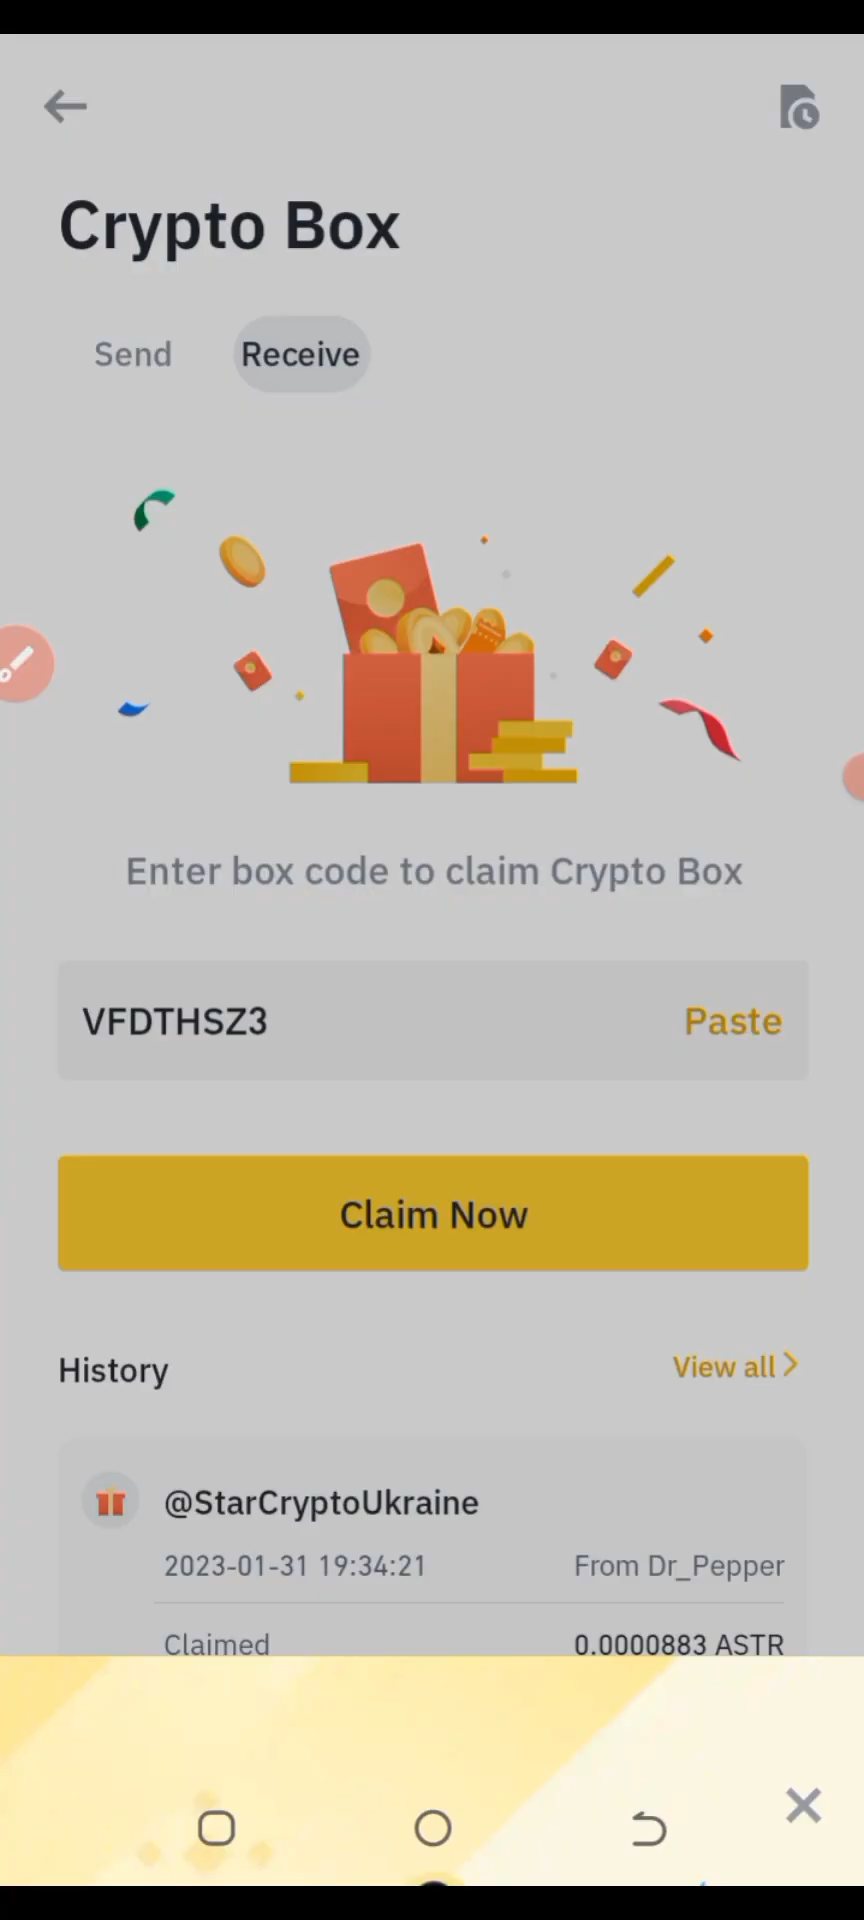 Crypto Box
Send Receive
Enter box code to claim Crypto Box
VFDTHSZ3 Paste
Claim Now
History View all
@StarCryptoUkraine
2023-01-31 19:34:21 From Dr_Pepper
Claimed 0.0000883 ASTR